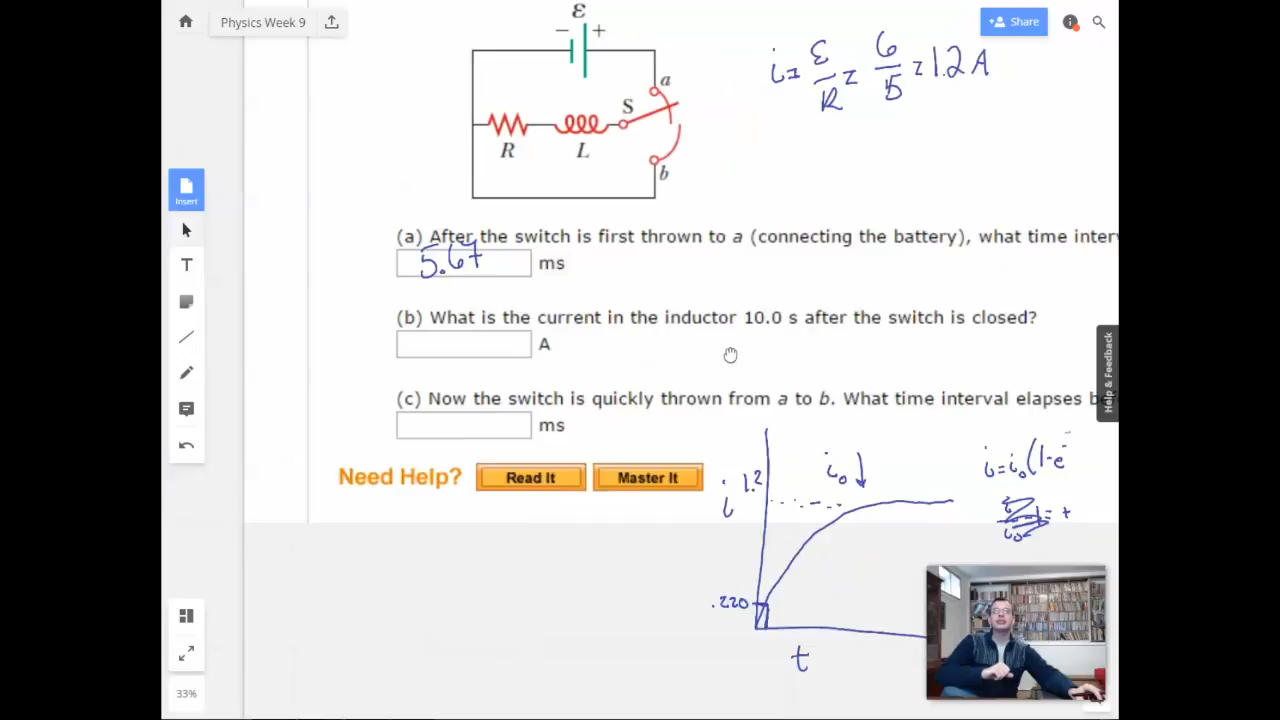 Physics Week 9
Share
ε
− +
i = ε/R = 6/5 = 1.2 A
a
S
R
L
b
Insert
T
(a) After the switch is first thrown to a (connecting the battery), what time inter
5.67
ms
(b) What is the current in the inductor 10.0 s after the switch is closed?
A
Help & Feedback
(c) Now the switch is quickly thrown from a to b. What time interval elapses b
ms
Need Help?
Read It
Master It
i
1.2
i₀ ↓
i = i₀(1-e⁻
= t
.220
t
33%